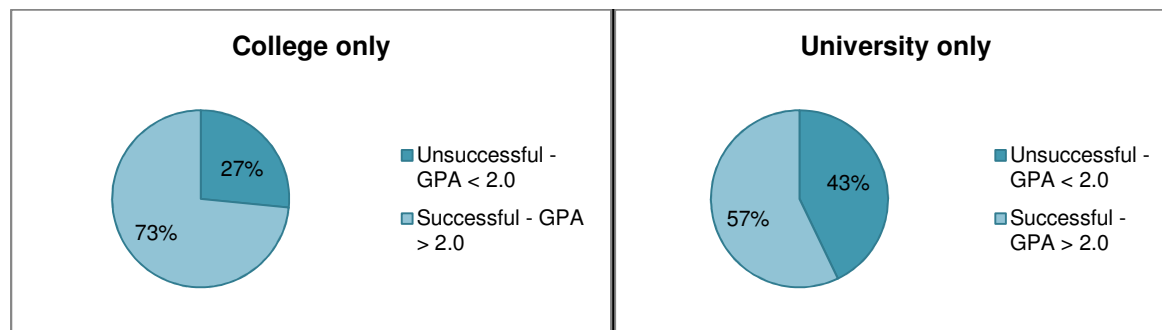 College only
27%
73%
Unsuccessful -
GPA < 2.0
Successful - GPA
> 2.0
University only
43%
57%
Unsuccessful -
GPA < 2.0
Successful -
GPA > 2.0